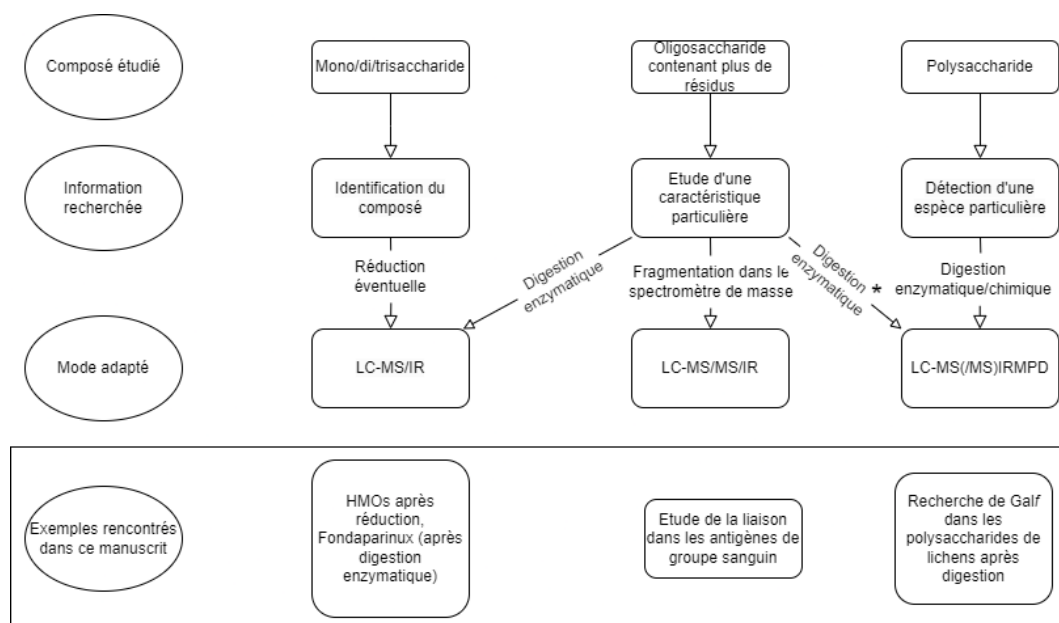 Composé étudié
Mono/di/trisaccharide
Oligosaccharide
contenant plus de
résidus
Polysaccharide
Information
recherchée
Identification du
composé
Etude d'une
caractéristique
particulière
Détection d'une
espèce particulière
Réduction
éventuelle
Digestion
enzymatique
Fragmentation dans le
spectromètre de masse
Digestion
enzymatique
*
Digestion
enzymatique/chimique
Mode adapté
LC-MS/IR
LC-MS/MS/IR
LC-MS(/MS)IRMPD
Exemples rencontrés
dans ce manuscrit
HMOs après
réduction,
Fondaparinux (après
digestion
enzymatique)
Etude de la liaison
dans les antigènes de
groupe sanguin
Recherche de Galf
dans les
polysaccharides de
lichens après
digestion